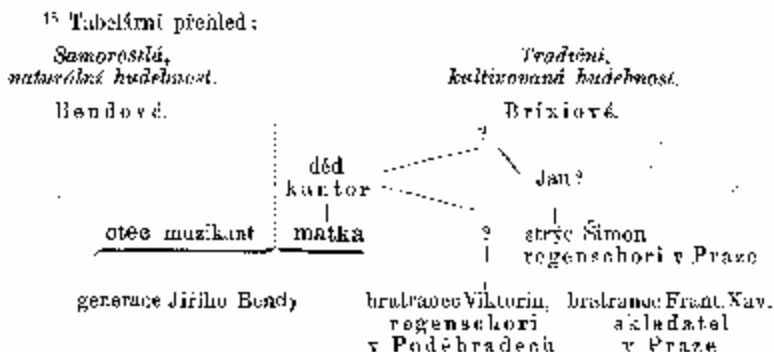 ¹⁵ Tabelární přehled:
Samorostlá, Tradiční,
naturální hudebnost. kultivovaná hudebnost.
Bendové. Brixiové.
?
děd Jan?
kantor
otec muzikant matka ? strýc Šimon
regenschori v Praze
generace Jiřího Bendy bratranec Viktorin, bratranec Frant. Xav.
regenschori skladatel
v Poděbradech v Praze